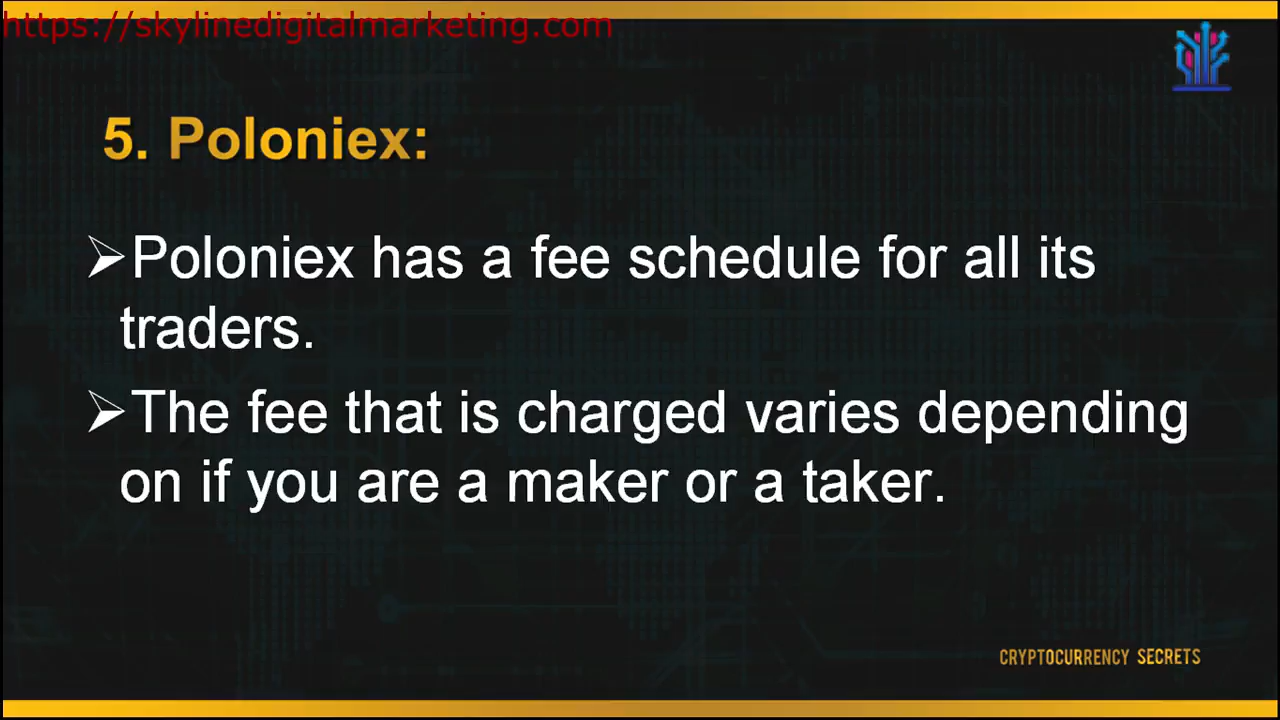 https://skylinedigitalmarketing.com
5. Poloniex:
➢Poloniex has a fee schedule for all its
traders.
➢The fee that is charged varies depending
on if you are a maker or a taker.
CRYPTOCURRENCY SECRETS